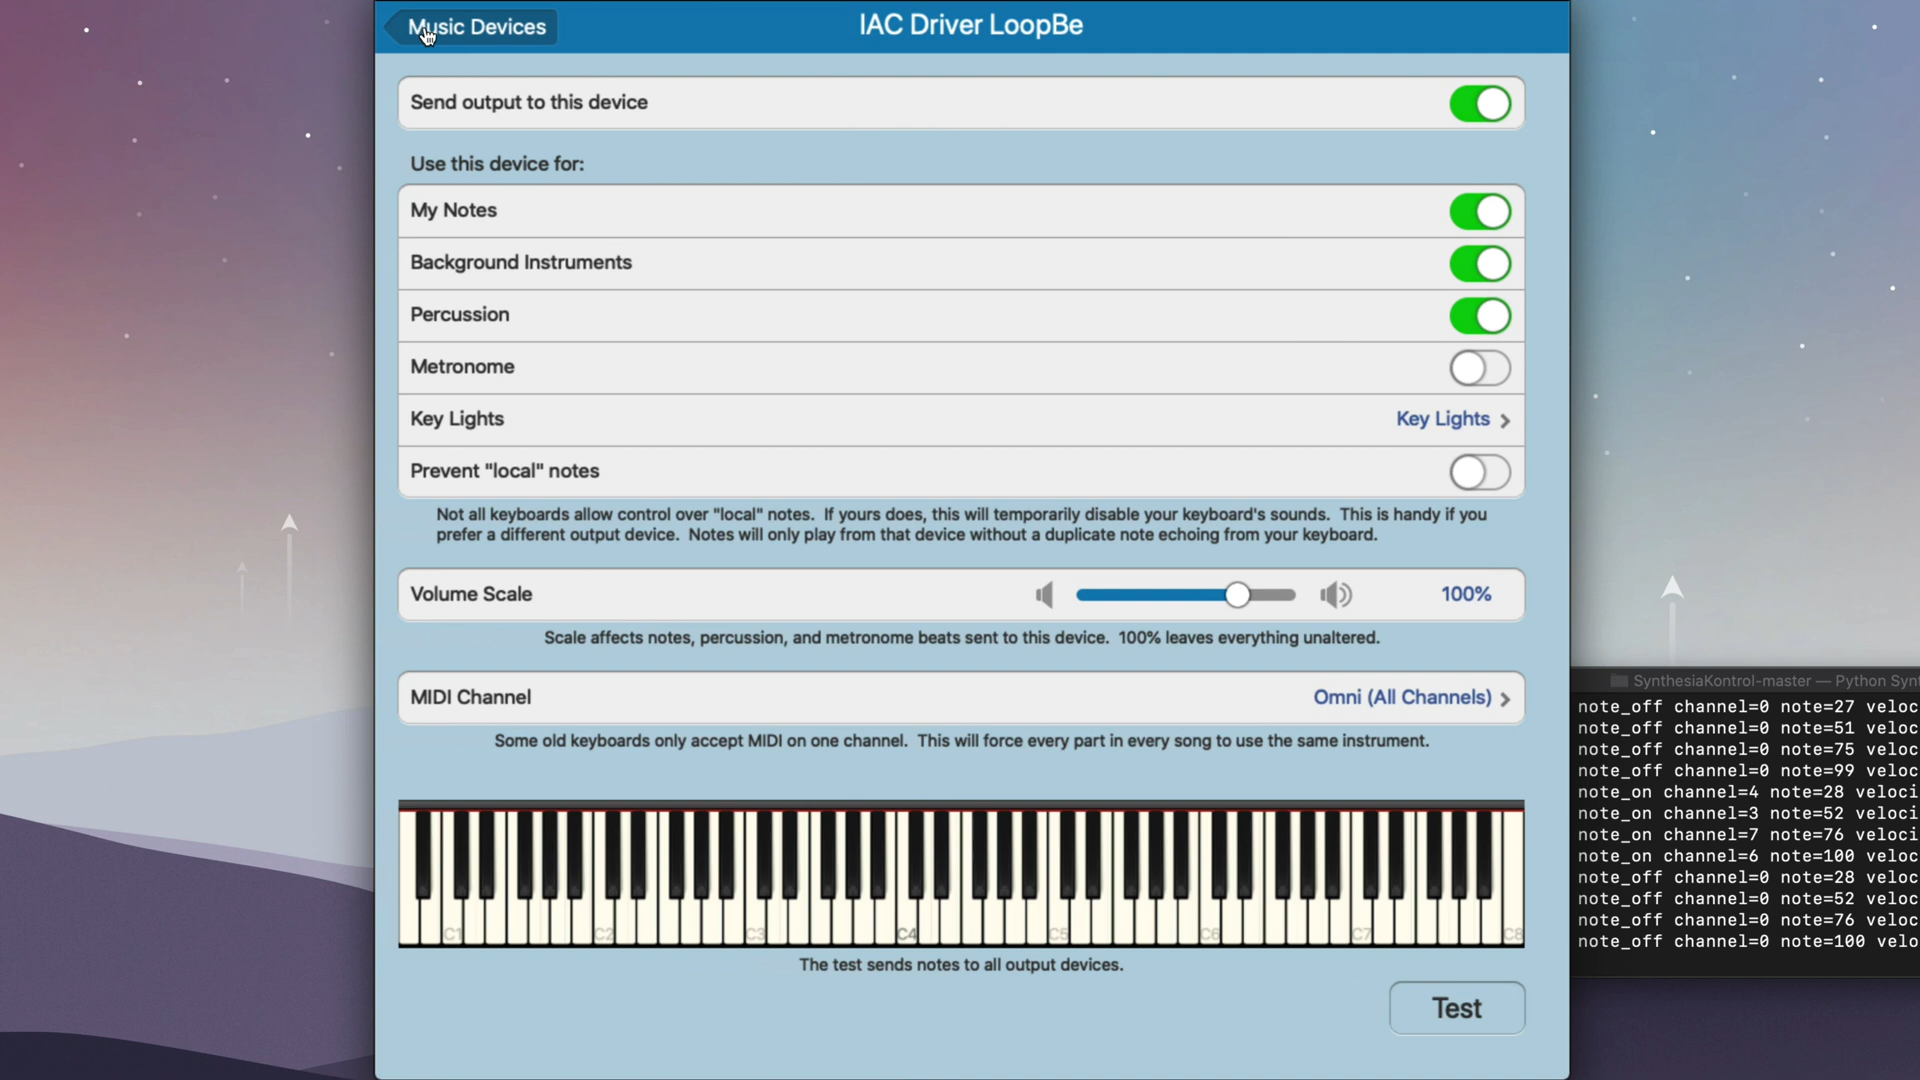 Music Devices
IAC Driver LoopBe
Send output to this device
Use this device for:
My Notes
Background Instruments
Percussion
Metronome
Key Lights
Key Lights
Prevent "local" notes
Not all keyboards allow control over "local" notes. If yours does, this will temporarily disable your keyboard's sounds. This is handy if you
prefer a different output device. Notes will only play from that device without a duplicate note echoing from your keyboard.
Volume Scale
100%
Scale affects notes, percussion, and metronome beats sent to this device. 100% leaves everything unaltered.
MIDI Channel
Omni (All Channels)
Some old keyboards only accept MIDI on one channel. This will force every part in every song to use the same instrument.
C1 C2 C3 C4 C5 C6 C7 C8
The test sends notes to all output devices.
Test
SynthesiaKontrol-master — Python Synt
note_off channel=0 note=27 veloc
note_off channel=0 note=51 veloc
note_off channel=0 note=75 veloc
note_off channel=0 note=99 veloc
note_on channel=4 note=28 veloci
note_on channel=3 note=52 veloci
note_on channel=7 note=76 veloci
note_on channel=6 note=100 veloc
note_off channel=0 note=28 veloc
note_off channel=0 note=52 veloc
note_off channel=0 note=76 veloc
note_off channel=0 note=100 velo